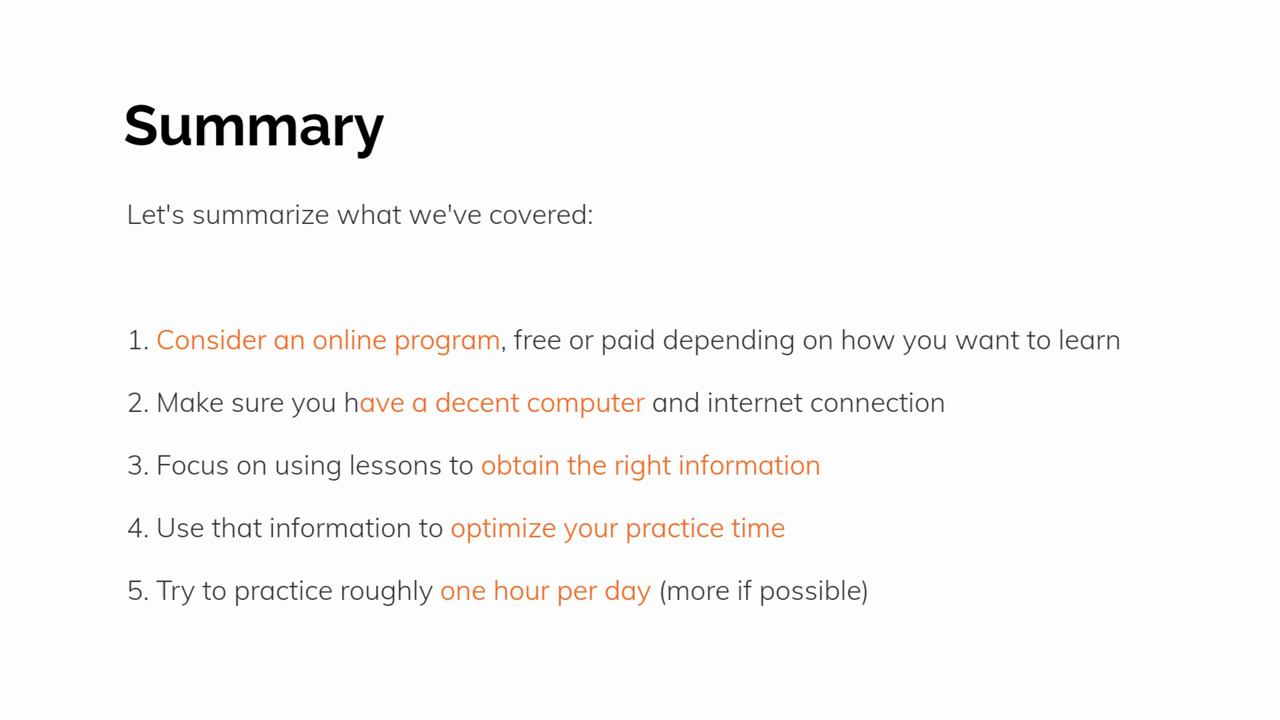 Summary
Let's summarize what we've covered:
1. Consider an online program, free or paid depending on how you want to learn
2. Make sure you have a decent computer and internet connection
3. Focus on using lessons to obtain the right information
4. Use that information to optimize your practice time
5. Try to practice roughly one hour per day (more if possible)